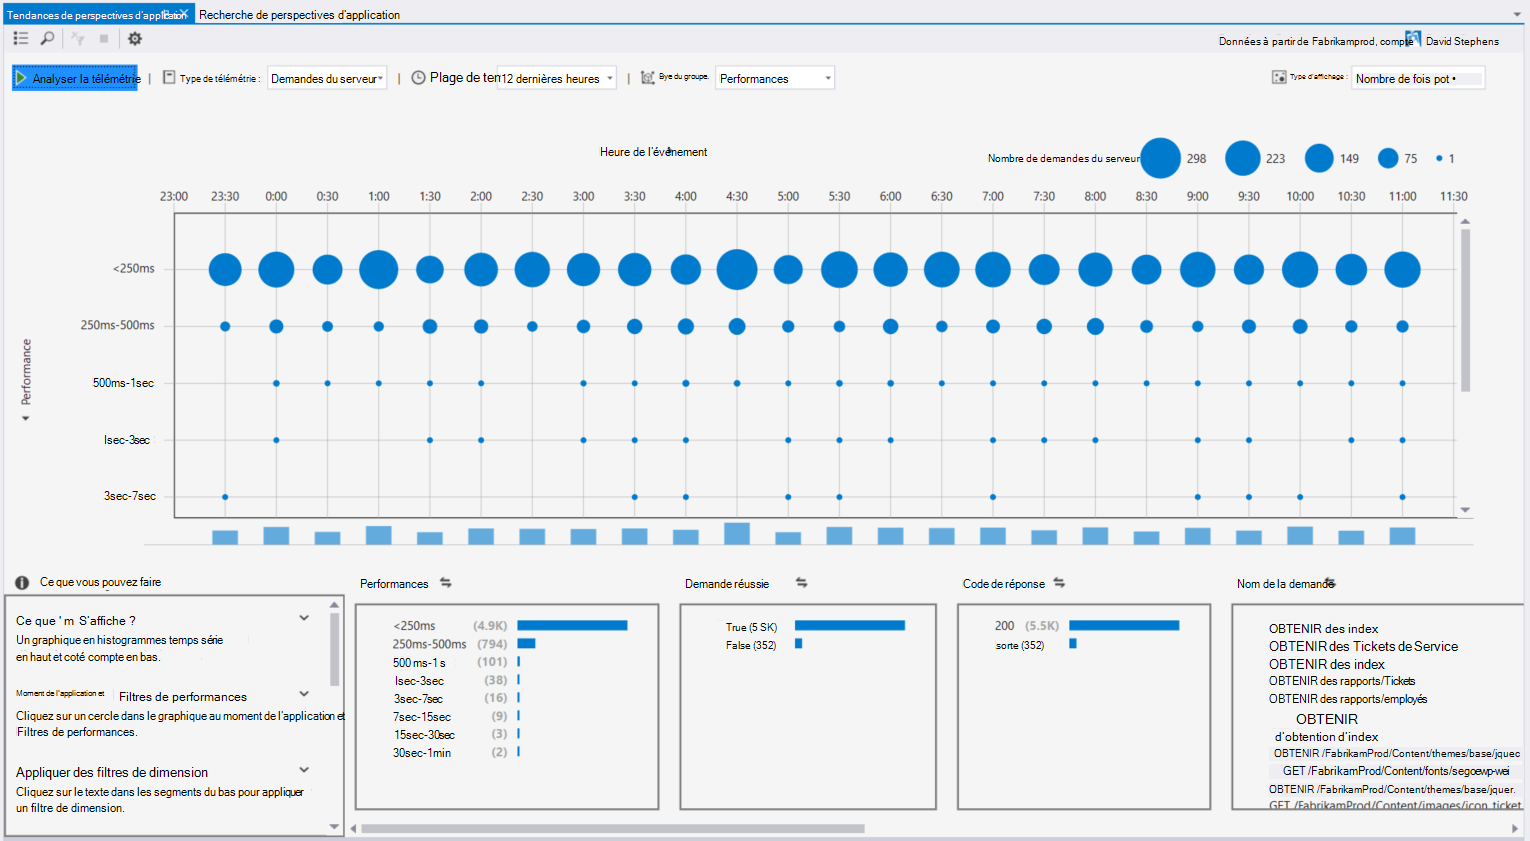 Tendances de perspectives d'application
Recherche de perspectives d'application
Données à partir de Fabrikamprod, compte David Stephens
Analyser la télémétrie | Type de télémétrie : Demandes du serveur | Plage de ten 12 dernières heures | Bye du groupe. Performances Type d'affichage : Nombre de fois pot •
Heure de l'événement
Nombre de demandes du serveur 298 223 149 75 1
23:00 23:30 0:00 0:30 1:00 1:30 2:00 2:30 3:00 3:30 4:00 4:30 5:00 5:30 6:00 6:30 7:00 7:30 8:00 8:30 9:00 9:30 10:00 10:30 11:00 11:30
Performance
<250ms
250ms-500ms
500ms-1sec
lsec-3sec
3sec-7sec
Ce que vous pouvez faire
Ce que ' m S'affiche ?
Un graphique en histogrammes temps série
en haut et coté compte en bas.
Moment de l'application et Filtres de performances
Cliquez sur un cercle dans le graphique au moment de l'application et
Filtres de performances.
Appliquer des filtres de dimension
Cliquez sur le texte dans les segments du bas pour appliquer
un filtre de dimension.
Performances
<250ms (4.9K)
250ms-500ms (794)
500 ms-1 s (101)
lsec-3sec (38)
3sec-7sec (16)
7sec-15sec (9)
15sec-30sec (3)
30sec-1min (2)
Demande réussie
True (5 SK)
False (352)
Code de réponse
200 (5.5K)
sorte (352)
Nom de la demande
OBTENIR des index
OBTENIR des Tickets de Service
OBTENIR des index
OBTENIR des rapports/Tickets
OBTENIR des rapports/employés
OBTENIR
d'obtention d'index
OBTENIR /FabrikamProd/Content/themes/base/jquec
GET /FabrikamProd/Content/fonts/segoewp-wei
OBTENIR /FabrikamProd/Content/themes/base/jquer.
GET /FabrikamProd/Content/images/icon_ticket